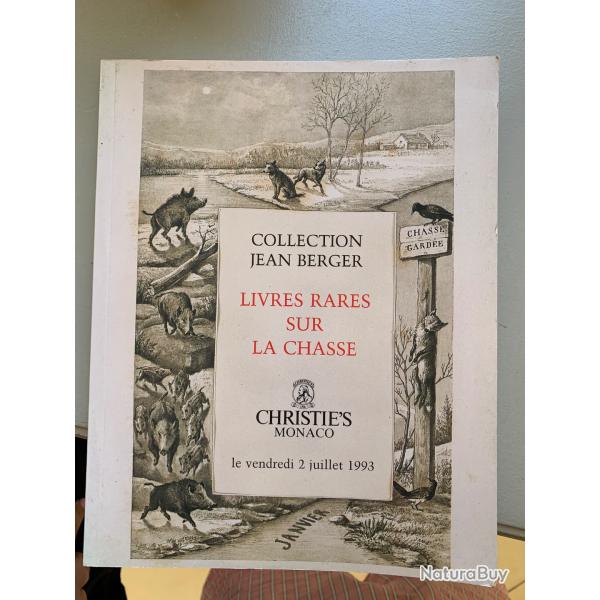 CHASSE
GARDÉE
COLLECTION
JEAN BERGER
LIVRES RARES
SUR
LA CHASSE
CHRISTIE'S
MONACO
le vendredi 2 juillet 1993
JANVIER
NaturaBuy